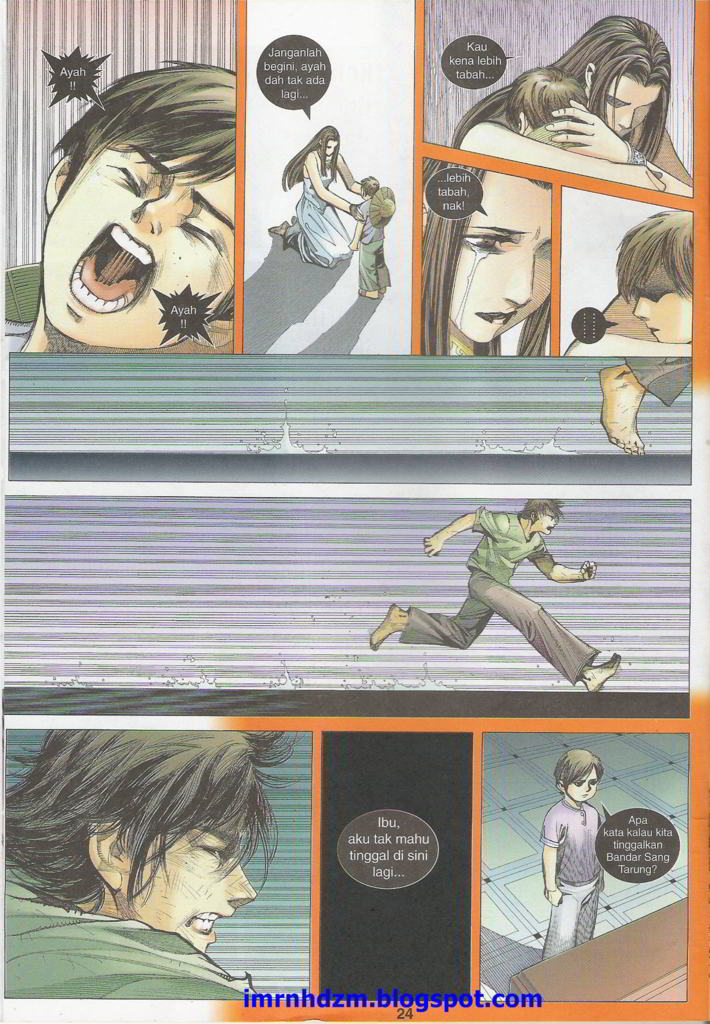 Ayah
!!
Ayah
!!
Janganlah
begini, ayah
dah tak ada
lagi...
Kau
kena lebih
tabah...
...lebih
tabah,
nak!
Ibu,
aku tak mahu
tinggal di sini
lagi...
Apa
kata kalau kita
tinggalkan
Bandar Sang
Tarung?
imrnhdzm.blogspot.com
24